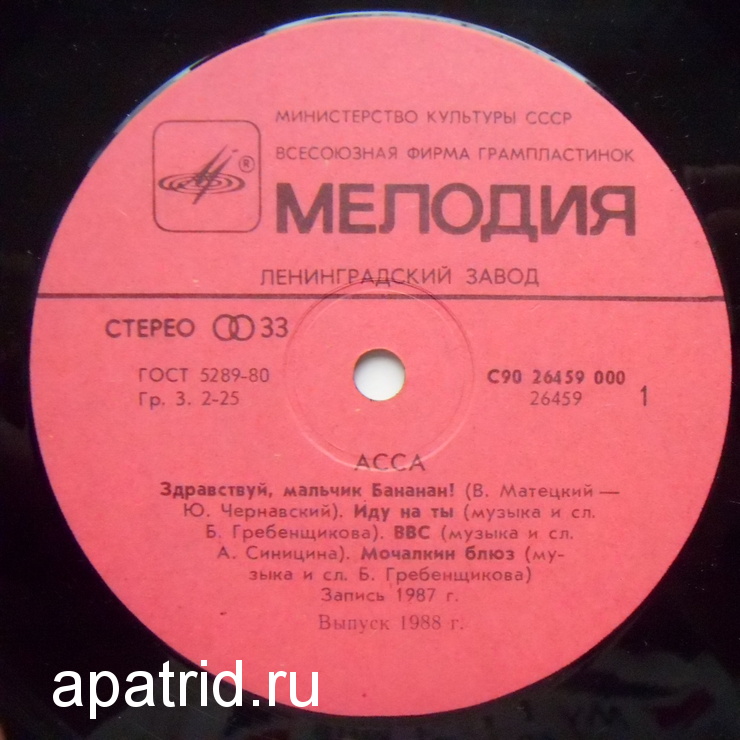 МИНИСТЕРСТВО КУЛЬТУРЫ СССР
ВСЕСОЮЗНАЯ ФИРМА ГРАМПЛАСТИНОК
®
МЕЛОДИЯ
ЛЕНИНГРАДСКИЙ ЗАВОД
СТЕРЕО 33
ГОСТ 5289-80
Гр. 3. 2-25
С90 26459 000
26459 1
АССА
Здравствуй, мальчик Бананан! (В. Матецкий —
Ю. Чернавский). Иду на ты (музыка и сл.
Б. Гребенщикова). ВВС (музыка и сл.
А. Синицина). Мочалкин блюз (му-
зыка и сл. Б. Гребенщикова)
Запись 1987 г.
Выпуск 1988 г.
apatrid.ru